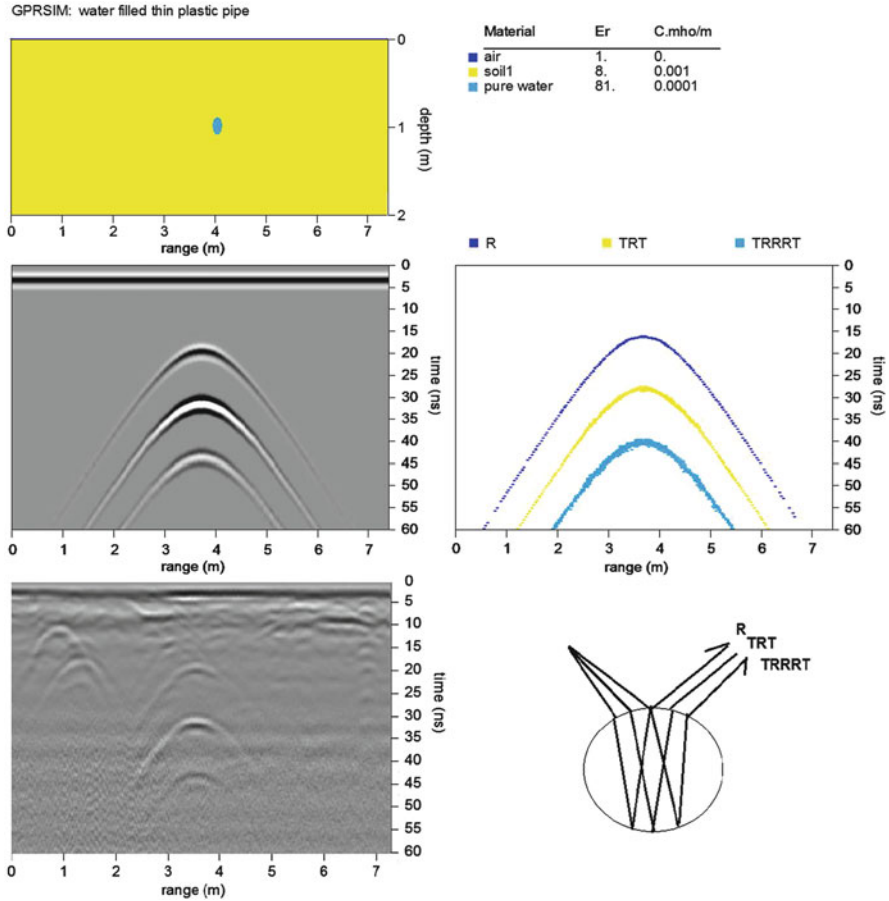 GPRSIM: water filled thin plastic pipe
Material Er C.mho/m
air 1. 0.
soil1 8. 0.001
pure water 81. 0.0001
0
1
2
depth (m)
0 1 2 3 4 5 6 7
range (m)
R TRT TRRRT
0
5
10
15
20
25
30
35
40
45
50
55
60
time (ns)
0 1 2 3 4 5 6 7
range (m)
0
5
10
15
20
25
30
35
40
45
50
55
60
time (ns)
0 1 2 3 4 5 6 7
range (m)
0
5
10
15
20
25
30
35
40
45
50
55
60
time (ns)
0 1 2 3 4 5 6 7
range (m)
R
TRT
TRRRT